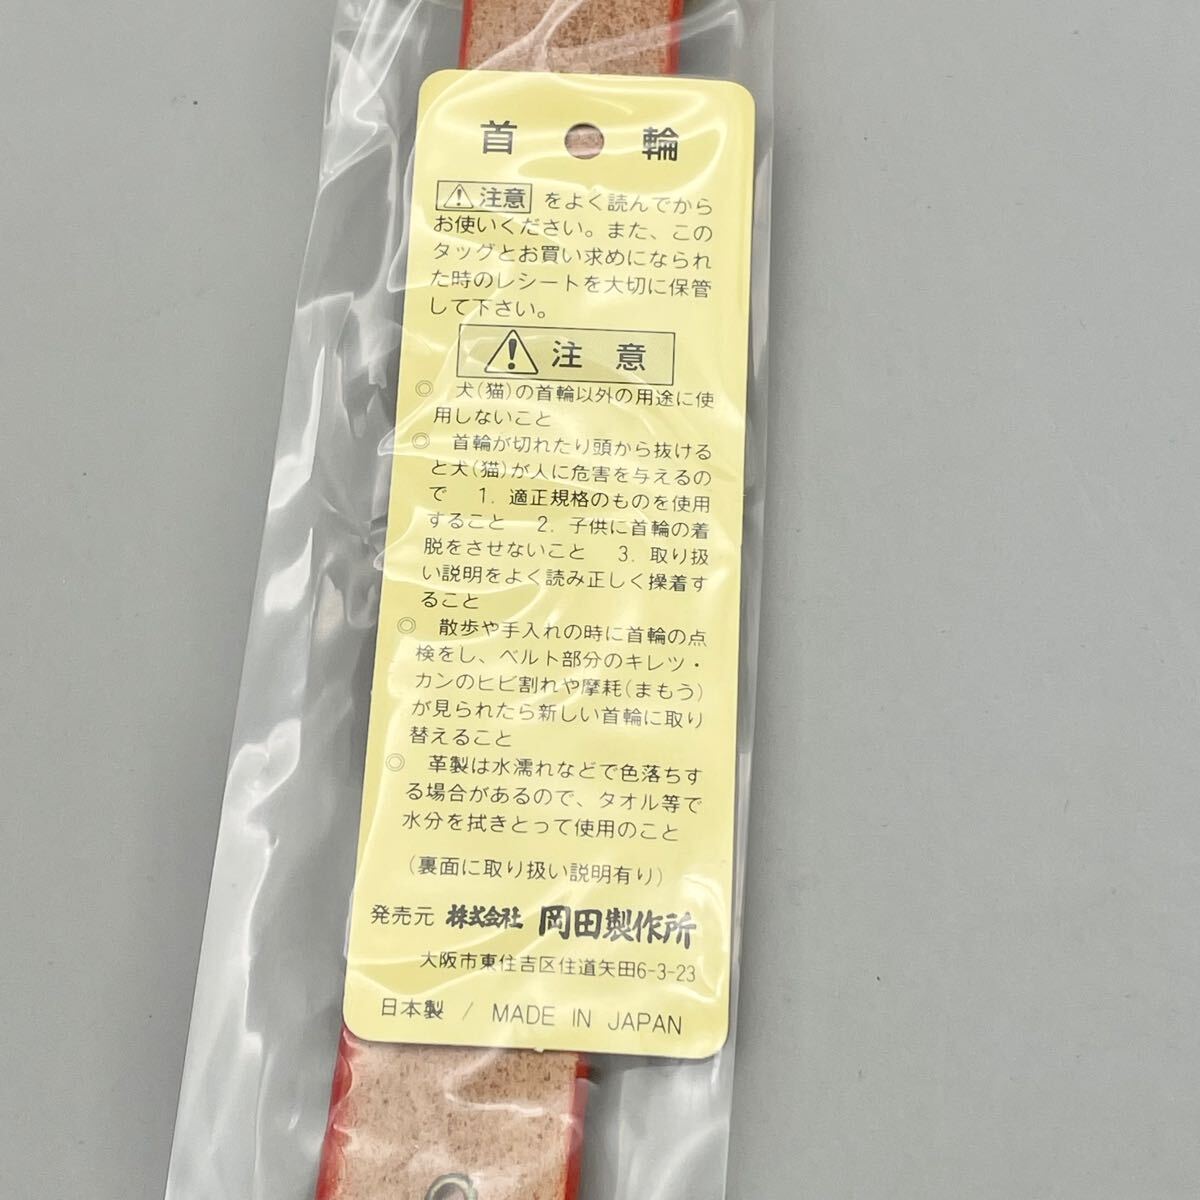 首 輪
⚠注意 をよく読んでから
お使いください。また、この
タッグとお買い求めになられ
た時のレシートを大切に保管
して下さい。
⚠注 意
◎ 犬(猫)の首輪以外の用途に使
用しないこと
◎ 首輪が切れたり頭から抜ける
と犬(猫)が人に危害を与えるの
で 1. 適正規格のものを使用
すること 2. 子供に首輪の着
脱をさせないこと 3. 取り扱
い説明をよく読み正しく操着す
ること
◎ 散歩や手入れの時に首輪の点
検をし、ベルト部分のキレツ・
カンのヒビ割れや摩耗(まもう)
が見られたら新しい首輪に取り
替えること
◎ 革製は水濡れなどで色落ちす
る場合があるので、タオル等で
水分を拭きとって使用のこと
(裏面に取り扱い説明有り)
発売元 株式会社 岡田製作所
大阪市東住吉区住道矢田6-3-23
日本製 / MADE IN JAPAN